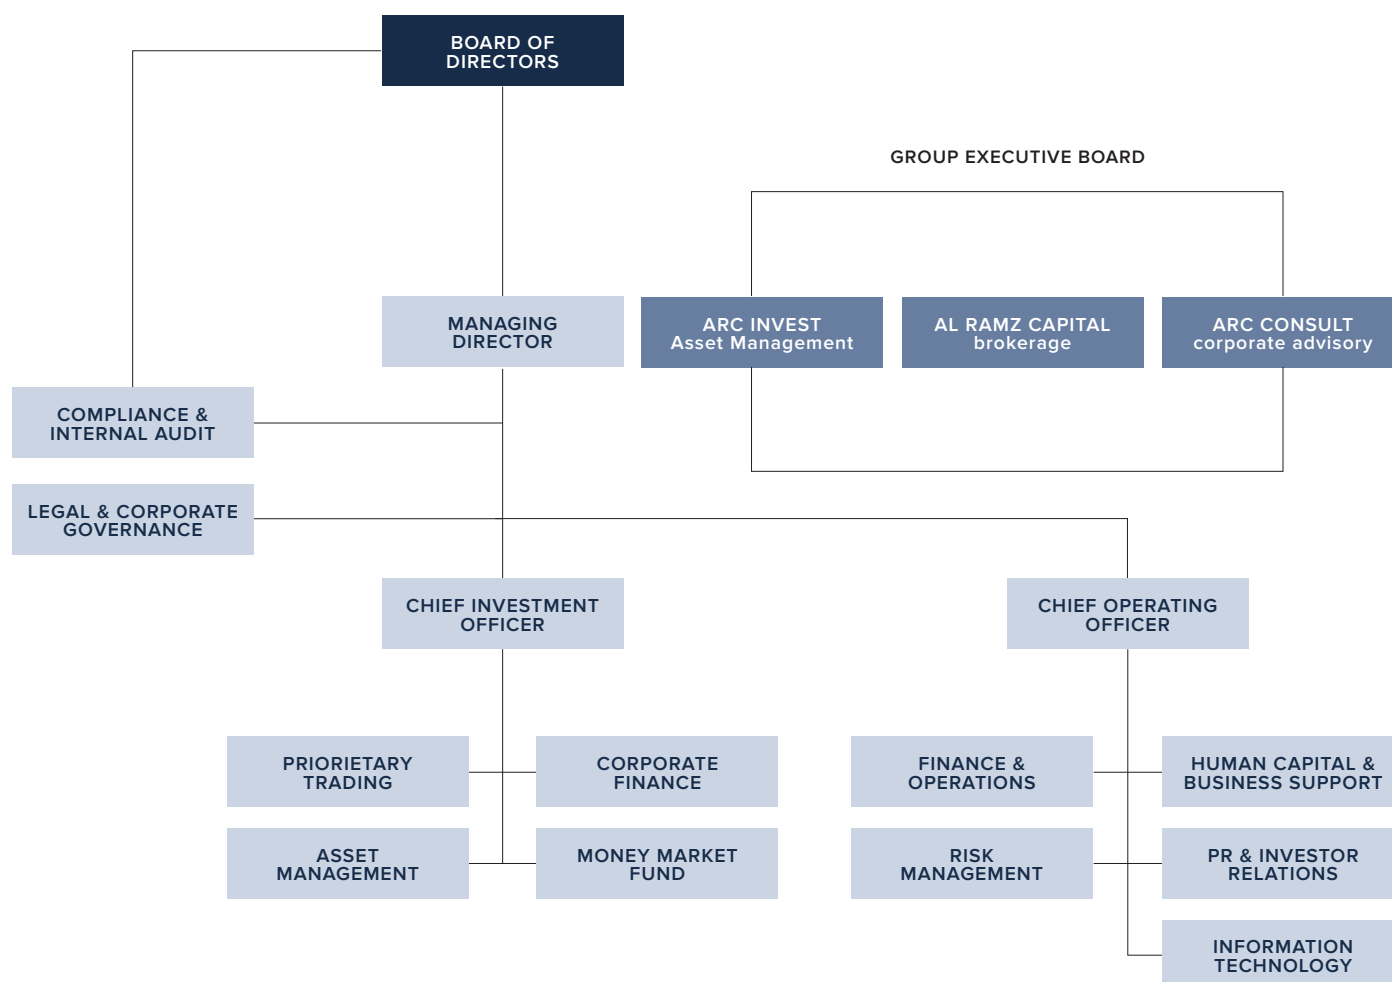 BOARD OF
DIRECTORS
GROUP EXECUTIVE BOARD
MANAGING
DIRECTOR
ARC INVEST
Asset Management
AL RAMZ CAPITAL
brokerage
ARC CONSULT
corporate advisory
COMPLIANCE &
INTERNAL AUDIT
LEGAL & CORPORATE
GOVERNANCE
CHIEF INVESTMENT
OFFICER
CHIEF OPERATING
OFFICER
PRIORIETARY
TRADING
CORPORATE
FINANCE
FINANCE &
OPERATIONS
HUMAN CAPITAL &
BUSINESS SUPPORT
ASSET
MANAGEMENT
MONEY MARKET
FUND
RISK
MANAGEMENT
PR & INVESTOR
RELATIONS
INFORMATION
TECHNOLOGY